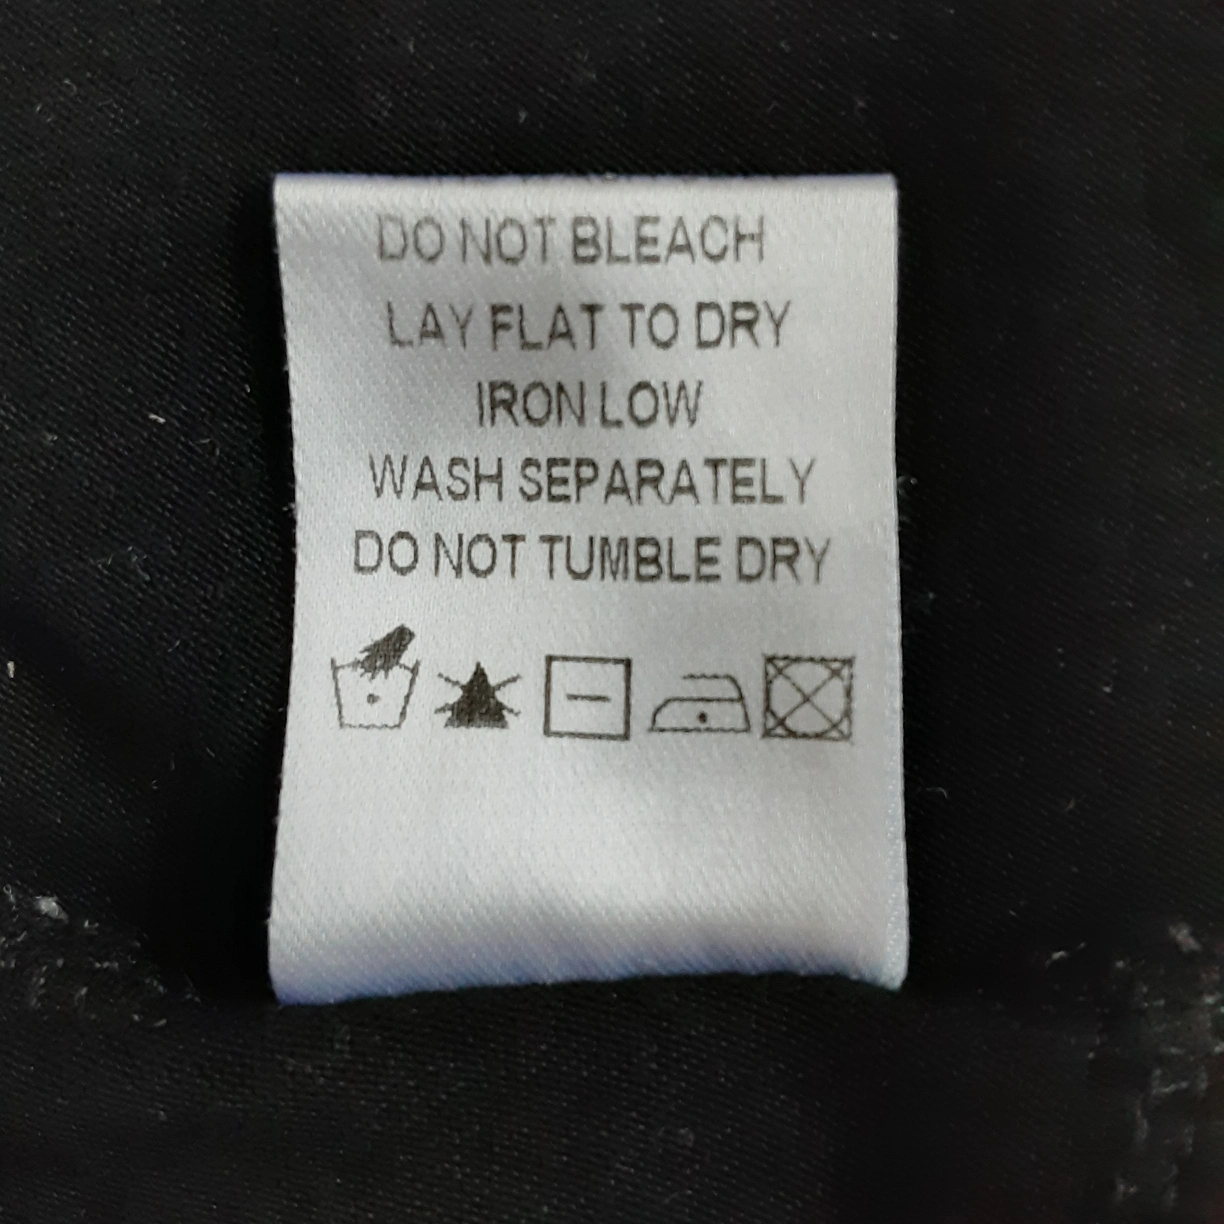 DO NOT BLEACH
LAY FLAT TO DRY
IRON LOW
WASH SEPARATELY
DO NOT TUMBLE DRY